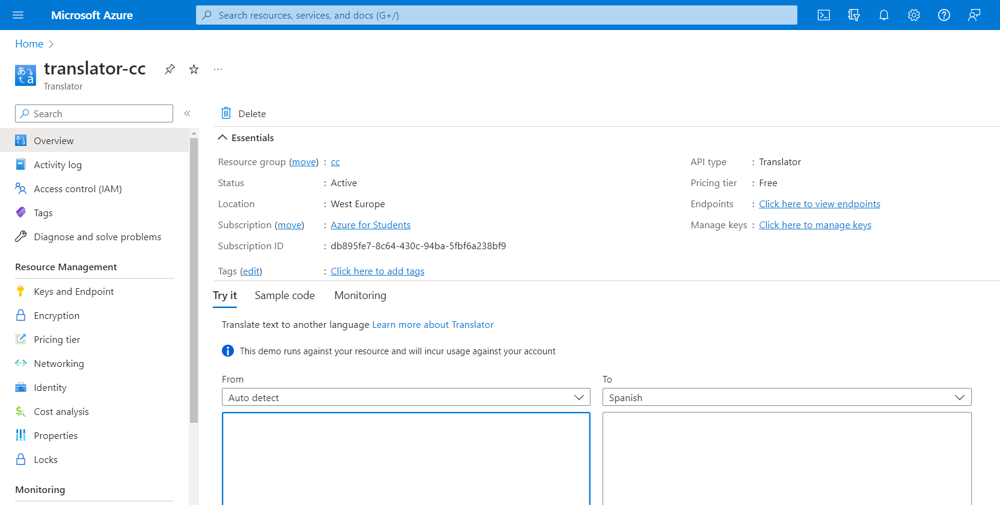 Microsoft Azure
Search resources, services, and docs (G+/)
Home
translator-cc
Translator
Search
Overview
Activity log
Access control (IAM)
Tags
Diagnose and solve problems
Resource Management
Keys and Endpoint
Encryption
Pricing tier
Networking
Identity
Cost analysis
Properties
Locks
Monitoring
Delete
Essentials
Resource group (move) : cc
Status : Active
Location : West Europe
Subscription (move) : Azure for Students
Subscription ID : db895fe7-8c64-430c-94ba-5fbf6a238bf9
Tags (edit) : Click here to add tags
API type : Translator
Pricing tier : Free
Endpoints : Click here to view endpoints
Manage keys : Click here to manage keys
Try it Sample code Monitoring
Translate text to another language Learn more about Translator
This demo runs against your resource and will incur usage against your account
From
Auto detect
To
Spanish